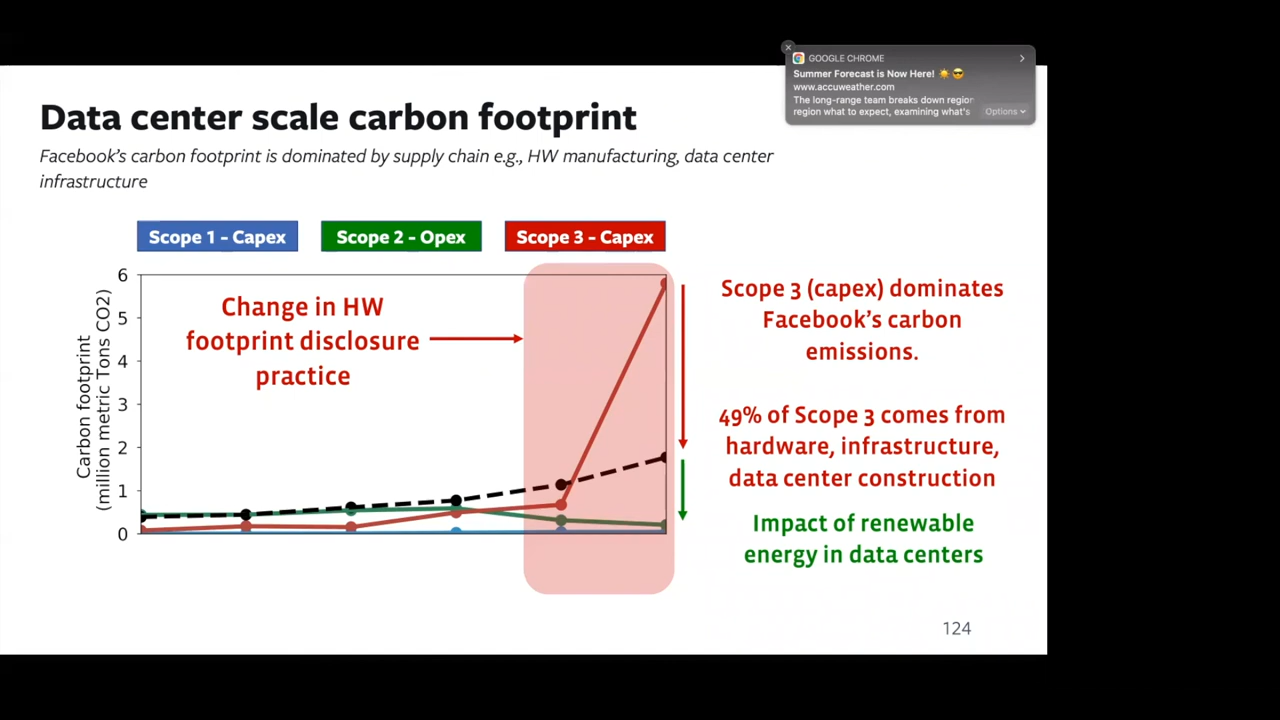 GOOGLE CHROME
Summer Forecast is Now Here! ☀️😎
www.accuweather.com
The long-range team breaks down region
region what to expect, examining what's
Options
Data center scale carbon footprint
Facebook's carbon footprint is dominated by supply chain e.g., HW manufacturing, data center
infrastructure
Scope 1 - Capex
Scope 2 - Opex
Scope 3 - Capex
Carbon footprint
(million metric Tons CO2)
6
5
4
3
2
1
0
Change in HW
footprint disclosure
practice
Scope 3 (capex) dominates
Facebook's carbon
emissions.
49% of Scope 3 comes from
hardware, infrastructure,
data center construction
Impact of renewable
energy in data centers
124